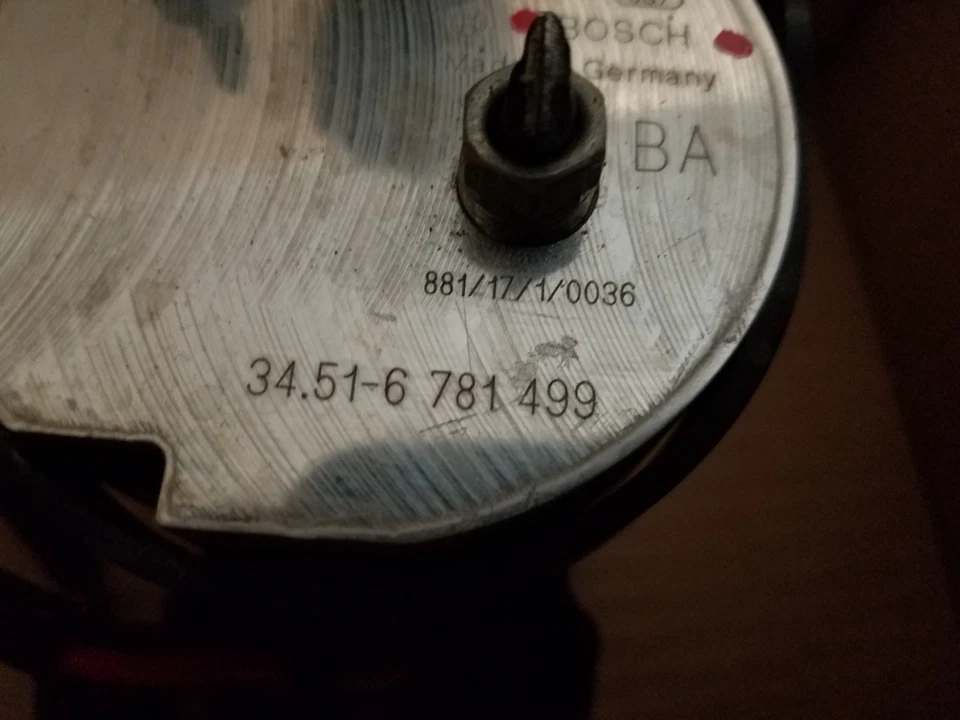 BOSCH
Germany
BA
881/17/1/0036
34.51-6 781 499